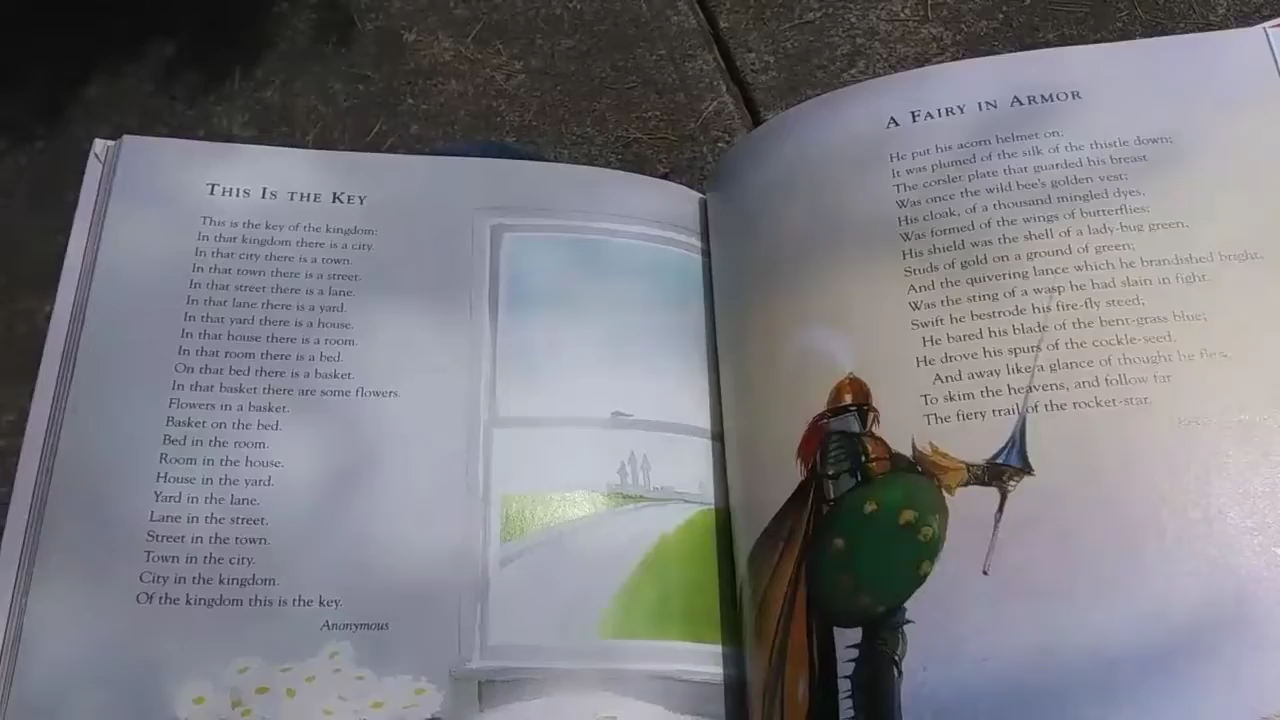 THIS IS THE KEY
This is the key of the kingdom:
In that kingdom there is a city.
In that city there is a town.
In that town there is a street.
In that street there is a lane.
In that lane there is a yard.
In that yard there is a house.
In that house there is a room.
In that room there is a bed.
On that bed there is a basket.
In that basket there are some flowers.
Flowers in a basket.
Basket on the bed.
Bed in the room.
Room in the house.
House in the yard.
Yard in the lane.
Lane in the street.
Street in the town.
Town in the city.
City in the kingdom.
Of the kingdom this is the key.
Anonymous
A FAIRY IN ARMOR
He put his acorn helmet on;
It was plumed of the silk of the thistle down;
The corslet plate that guarded his breast
Was once the wild bee's golden vest;
His cloak, of a thousand mingled dyes,
Was formed of the wings of butterflies;
His shield was the shell of a lady-bug green,
Studs of gold on a ground of green;
And the quivering lance which he brandished bright,
Was the sting of a wasp he had slain in fight.
Swift he bestrode his fire-fly steed;
He bared his blade of the bent-grass blue;
He drove his spurs of the cockle-seed,
And away like a glance of thought he flew,
To skim the heavens, and follow far
The fiery trail of the rocket-star.